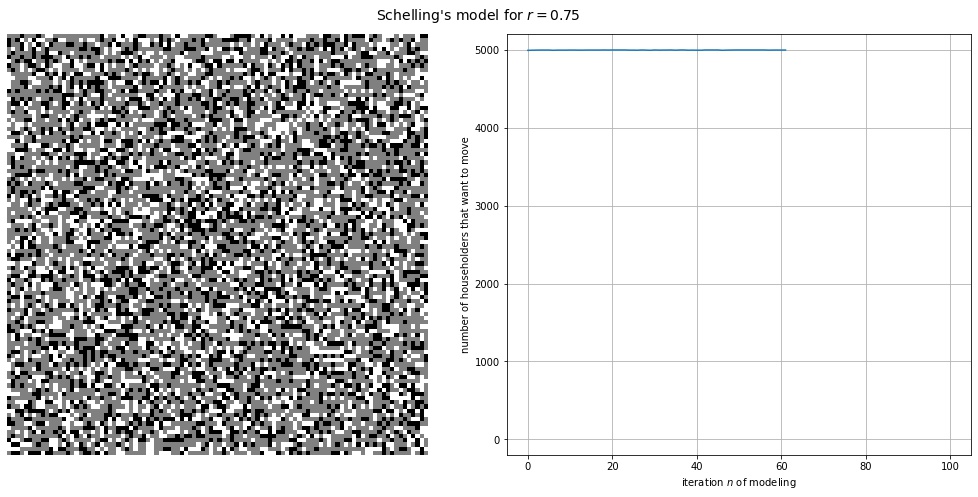 Schelling's model for r = 0.75
number of householders that want to move
5000
4000
3000
2000
1000
0
0 20 40 60 80 100
iteration n of modeling